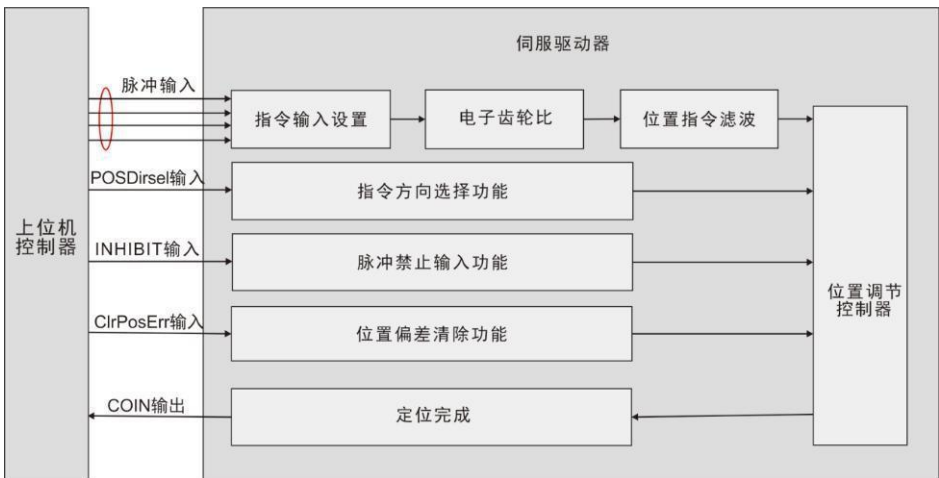 伺服驱动器
脉冲输入
指令输入设置
电子齿轮比
位置指令滤波
POSDirsel输入
指令方向选择功能
上位机
控制器
INHIBIT输入
脉冲禁止输入功能
位置调节
控制器
ClrPosErr输入
位置偏差清除功能
COIN输出
定位完成